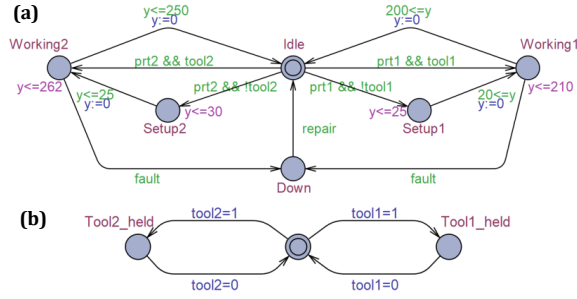 (a)
y<=250
y:=0
200<=y
y:=0
Working2
Idle
Working1
prt2 && tool2
prt1 && tool1
prt2 && !tool2
prt1 && !tool1
y<=262
y<=25
y:=0
y<=30
y<=25
20<=y
y:=0
y<=210
Setup2
Setup1
repair
fault
Down
fault
(b)
Tool2_held
tool2=1
tool1=1
Tool1_held
tool2=0
tool1=0